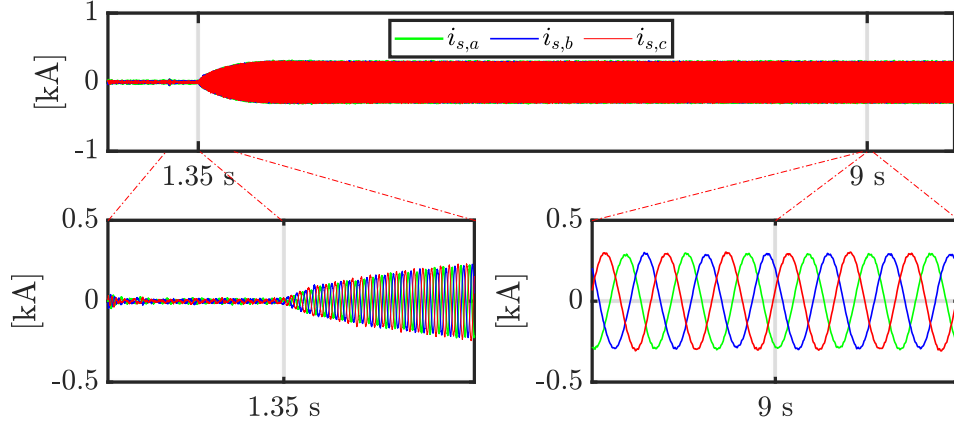 1
[kA]
0
-1
i_{s,a} i_{s,b} i_{s,c}
1.35 s
9 s
0.5
[kA]
0
-0.5
1.35 s
0.5
[kA]
0
-0.5
9 s